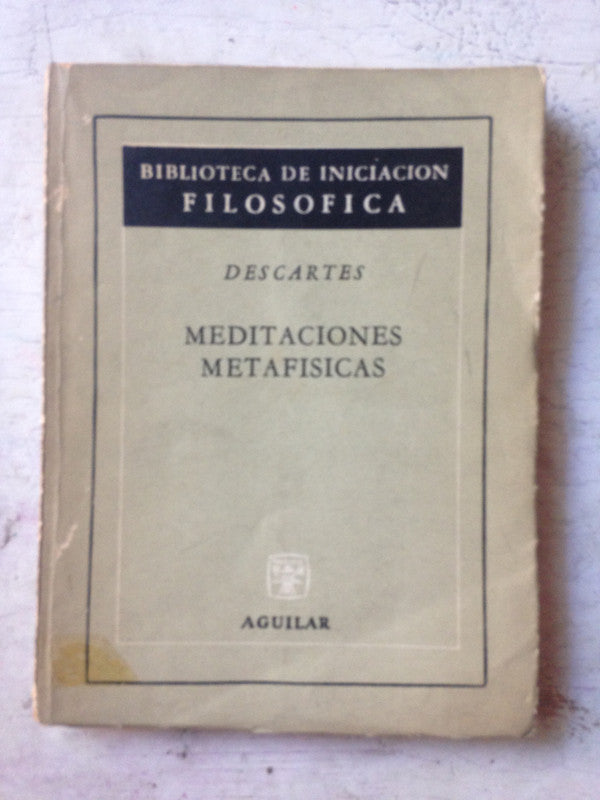 BIBLIOTECA DE INICIACION
FILOSOFICA
DESCARTES
MEDITACIONES
METAFISICAS
AGUILAR